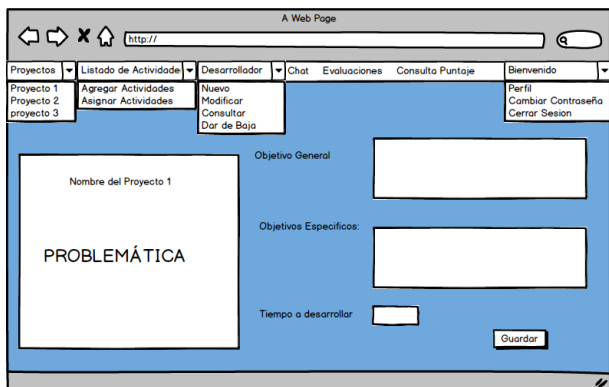 A Web Page
http://
Proyectos Listado de Actividade Desarrollador Chat Evaluaciones Consulta Puntaje Bienvenido
Proyecto 1 Agregar Actividades Nuevo Perfil
Proyecto 2 Asignar Actividades Modificar Cambiar Contraseña
proyecto 3 Consultar Cerrar Sesion
Dar de Baja
Objetivo General
Nombre del Proyecto 1
Objetivos Especificos:
PROBLEMÁTICA
Tiempo a desarrollar
Guardar